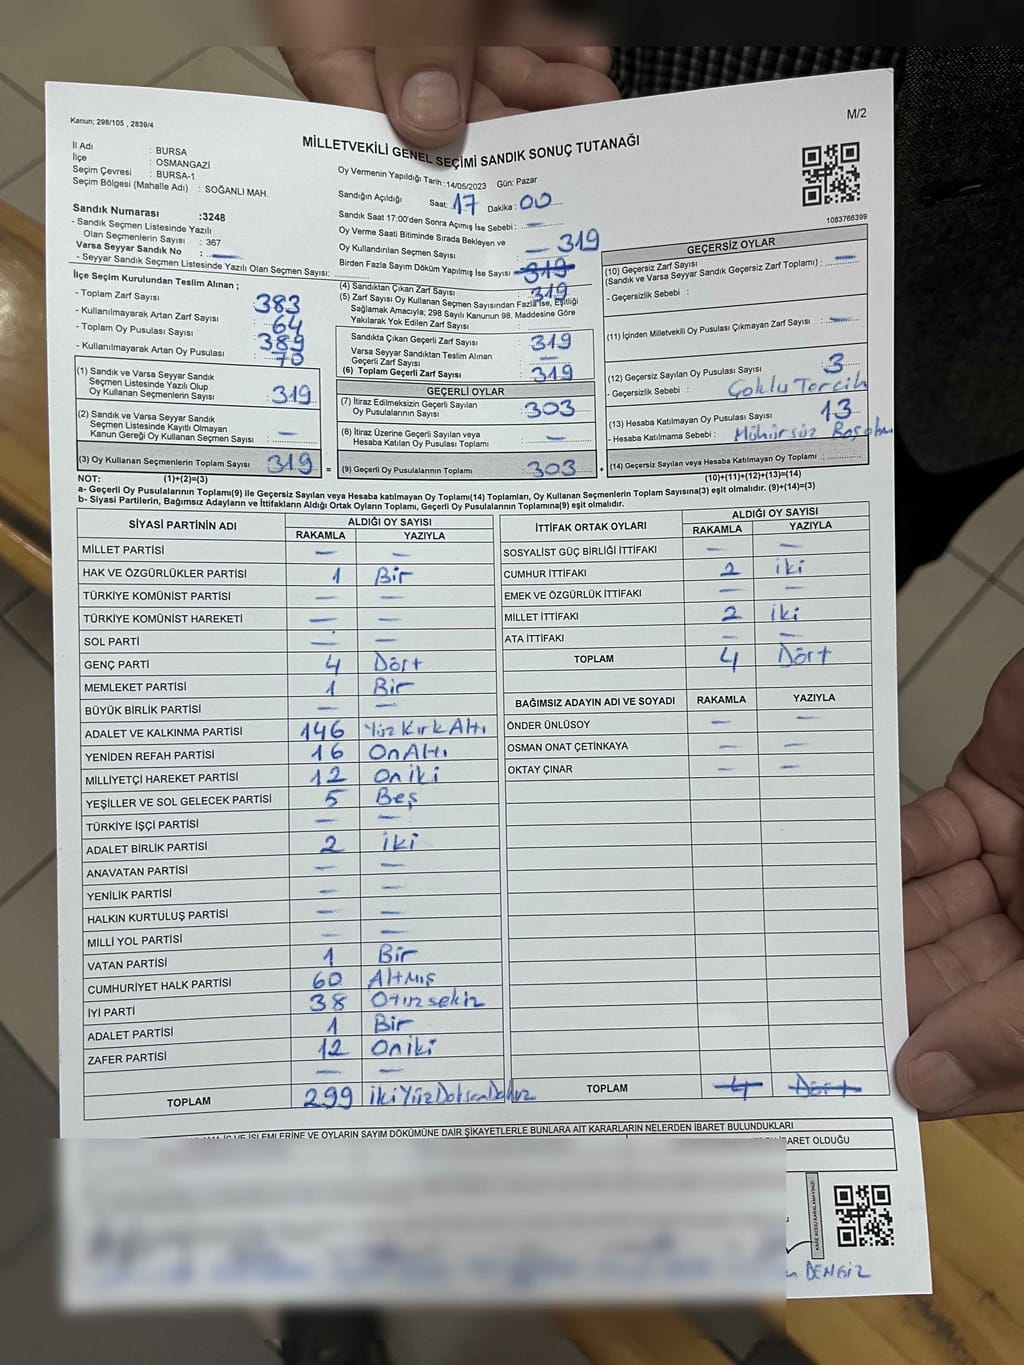 Kanun; 298/105 , 2839/4
M/2
MİLLETVEKİLİ GENEL SEÇİMİ SANDIK SONUÇ TUTANAĞI
İl Adı : BURSA
İlçe : OSMANGAZİ
Seçim Çevresi : BURSA-1
Seçim Bölgesi (Mahalle Adı) : SOĞANLI MAH.
Oy Vermenin Yapıldığı Tarih :14/05/2023 Gün: Pazar
Sandığın Açıldığı Saat: 17 Dakika : 00
Sandık Saat 17:00'den Sonra Açımış İse Sebebi : —
Oy Verme Saati Bitiminde Sırada Bekleyen ve
Oy Kullandırılan Seçmen Sayısı : — 319
Birden Fazla Sayım Döküm Yapılmış İse Sayısı : 319
1083766399
Sandık Numarası :3248
- Sandık Seçmen Listesinde Yazılı
Olan Seçmenlerin Sayısı : 367
Varsa Seyyar Sandık No : —
- Seyyar Sandık Seçmen Listesinde Yazılı Olan Seçmen Sayısı:
İlçe Seçim Kurulundan Teslim Alınan ;
- Toplam Zarf Sayısı : 383
- Kullanılmayarak Artan Zarf Sayısı : 64
- Toplam Oy Pusulası Sayısı : 389
- Kullanılmayarak Artan Oy Pusulası : 70
(1) Sandık ve Varsa Seyyar Sandık
Seçmen Listesinde Yazılı Olup
Oy Kullanan Seçmenlerin Sayısı : 319
(2) Sandık ve Varsa Seyyar Sandık
Seçmen Listesinde Kayıtlı Olmayan
Kanun Gereği Oy Kullanan Seçmen Sayısı : —
(3) Oy Kullanan Seçmenlerin Toplam Sayısı 319 =
(4) Sandıktan Çıkan Zarf Sayısı : 319
(5) Zarf Sayısı Oy Kullanan Seçmen Sayısından Fazla İse, Eşitliği
Sağlamak Amacıyla; 298 Sayılı Kanunun 98. Maddesine Göre
Yakılarak Yok Edilen Zarf Sayısı :
Sandıkta Çıkan Geçerli Zarf Sayısı : 319
Varsa Seyyar Sandıktan Teslim Alınan
Geçerli Zarf Sayısı : —
(6) Toplam Geçerli Zarf Sayısı : 319
GEÇERLİ OYLAR
(7) İtiraz Edilmeksizin Geçerli Sayılan
Oy Pusulalarının Sayısı : 303
(8) İtiraz Üzerine Geçerli Sayılan veya
Hesaba Katılan Oy Pusulası Toplamı : —
(9) Geçerli Oy Pusulalarının Toplamı : 303 +
GEÇERSİZ OYLAR
(10) Geçersiz Zarf Sayısı
(Sandık ve Varsa Seyyar Sandık Geçersiz Zarf Toplamı) : —
- Geçersizlik Sebebi :
(11) İçinden Milletvekili Oy Pusulası Çıkmayan Zarf Sayısı : —
(12) Geçersiz Sayılan Oy Pusulası Sayısı : 3
- Geçersizlik Sebebi : Çoklu Tercih
(13) Hesaba Katılmayan Oy Pusulası Sayısı : 13
- Hesaba Katılmama Sebebi : Mühürsüz
(14) Geçersiz Sayılan veya Hesaba Katılmayan Oy Pusulası Toplamı :
NOT: (1)+(2)=(3)
(10)+(11)+(12)+(13)=(14)
a- Geçerli Oy Pusulalarının Toplamı(9) ile Geçersiz Sayılan veya Hesaba katılmayan Oy Toplamı(14) Toplamları, Oy Kullanan Seçmenlerin Toplam Sayısına(3) eşit olmalıdır. (9)+(14)=(3)
b- Siyasi Partilerin, Bağımsız Adayların ve İttifakların Aldığı Ortak Oyların Toplamı, Geçerli Oy Pusulalarının Toplamına(9) eşit olmalıdır.
SİYASİ PARTİNİN ADI ALDIĞI OY SAYISI
RAKAMLA YAZIYLA
MİLLET PARTİSİ — —
HAK VE ÖZGÜRLÜKLER PARTİSİ 1 Bir
TÜRKİYE KOMÜNİST PARTİSİ — —
TÜRKİYE KOMÜNİST HAREKETİ — —
SOL PARTİ — —
GENÇ PARTİ 4 Dört
MEMLEKET PARTİSİ 1 Bir
BÜYÜK BİRLİK PARTİSİ — —
ADALET VE KALKINMA PARTİSİ 146 Yüz Kırk Altı
YENİDEN REFAH PARTİSİ 16 On Altı
MİLLİYETÇİ HAREKET PARTİSİ 12 On iki
YEŞİLLER VE SOL GELECEK PARTİSİ 5 Beş
TÜRKİYE İŞÇİ PARTİSİ — —
ADALET BİRLİK PARTİSİ 2 iki
ANAVATAN PARTİSİ — —
YENİLİK PARTİSİ — —
HALKIN KURTULUŞ PARTİSİ — —
MİLLİ YOL PARTİSİ — —
VATAN PARTİSİ 1 Bir
CUMHURİYET HALK PARTİSİ 60 Altmış
İYİ PARTİ 38 Otuz sekiz
ADALET PARTİSİ 1 Bir
ZAFER PARTİSİ 12 On iki
— —
TOPLAM 299 İki Yüz Doksan Dokuz
İTTİFAK ORTAK OYLARI ALDIĞI OY SAYISI
RAKAMLA YAZIYLA
SOSYALİST GÜÇ BİRLİĞİ İTTİFAKI — —
CUMHUR İTTİFAKI 2 iki
EMEK VE ÖZGÜRLÜK İTTİFAKI — —
MİLLET İTTİFAKI 2 iki
ATA İTTİFAKI — —
TOPLAM 4 Dört
BAĞIMSIZ ADAYIN ADI VE SOYADI RAKAMLA YAZIYLA
ÖNDER ÜNLÜSOY — —
OSMAN ONAT ÇETİNKAYA — —
OKTAY ÇINAR — —
TOPLAM 4 Dört
İŞLEMLERİNE VE OYLARIN SAYIM DÖKÜMÜNE DAİR ŞİKAYETLERLE BUNLARA AİT KARARLARIN NELERDEN İBARET BULUNDUKLARI
BARET OLDUĞU
DENGİZ